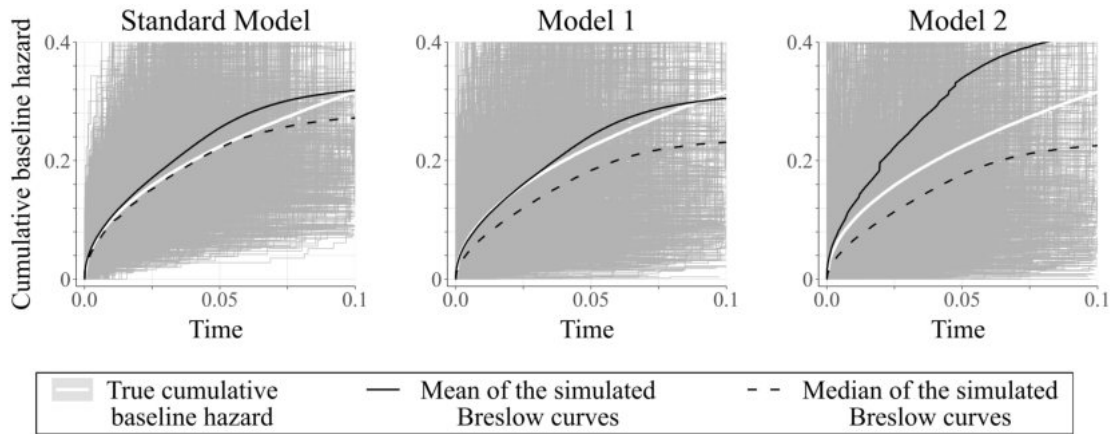 Standard Model
Model 1
Model 2
Cumulative baseline hazard
0.4
0.2
0
0.0
0.05
0.1
Time
0.4
0.2
0
0.0
0.05
0.1
Time
0.4
0.2
0
0.0
0.05
0.1
Time
True cumulative
baseline hazard
Mean of the simulated
Breslow curves
Median of the simulated
Breslow curves